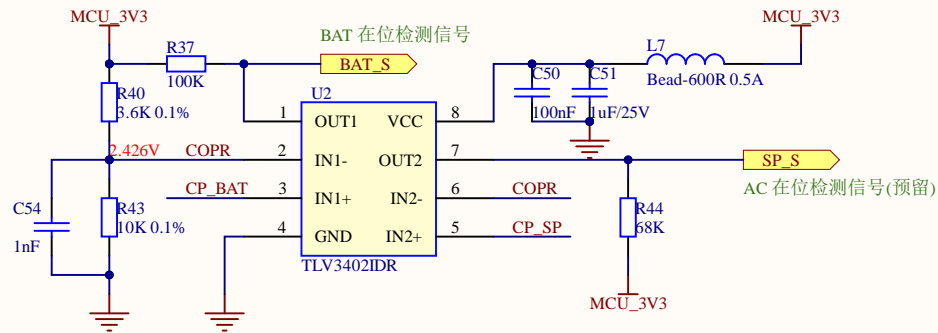 MCU_3V3
BAT 在位检测信号
MCU_3V3
R37
100K
BAT_S
L7
Bead-600R 0.5A
R40
3.6K 0.1%
U2
C50
100nF
C51
1uF/25V
1
OUT1
VCC
8
2.426V
COPR
2
IN1-
OUT2
7
SP_S
AC 在位检测信号(预留)
CP_BAT
3
IN1+
IN2-
6
COPR
C54
1nF
R43
10K 0.1%
4
GND
IN2+
5
CP_SP
R44
68K
TLV3402IDR
MCU_3V3